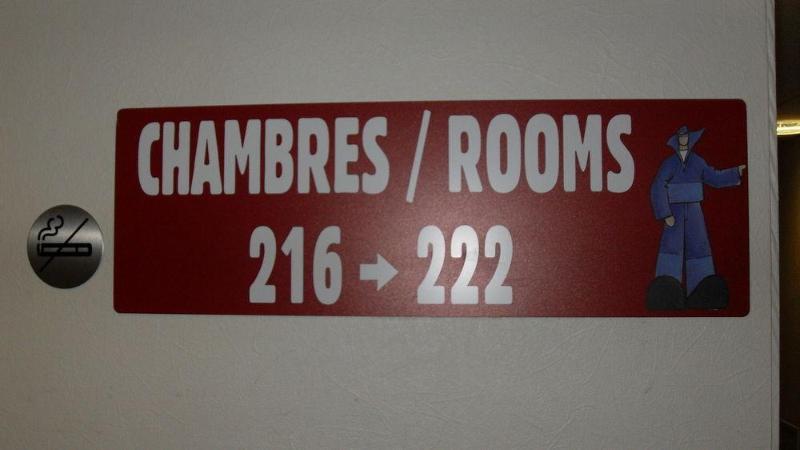 CHAMBRES / ROOMS
216 → 222